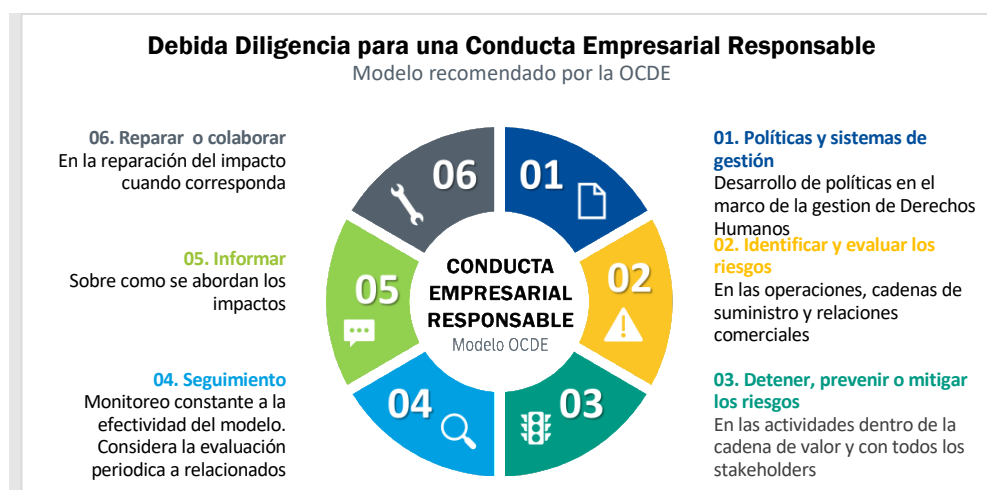 Debida Diligencia para una Conducta Empresarial Responsable
Modelo recomendado por la OCDE
06. Reparar o colaborar
En la reparación del impacto
cuando corresponda
05. Informar
Sobre como se abordan los
impactos
04. Seguimiento
Monitoreo constante a la
efectividad del modelo.
Considera la evaluación
periodica a relacionados
06
01
05
02
04
03
CONDUCTA
EMPRESARIAL
RESPONSABLE
Modelo OCDE
01. Políticas y sistemas de
gestión
Desarrollo de políticas en el
marco de la gestion de Derechos
Humanos
02. Identificar y evaluar los
riesgos
En las operaciones, cadenas de
suministro y relaciones
comerciales
03. Detener, prevenir o mitigar
los riesgos
En las actividades dentro de la
cadena de valor y con todos los
stakeholders